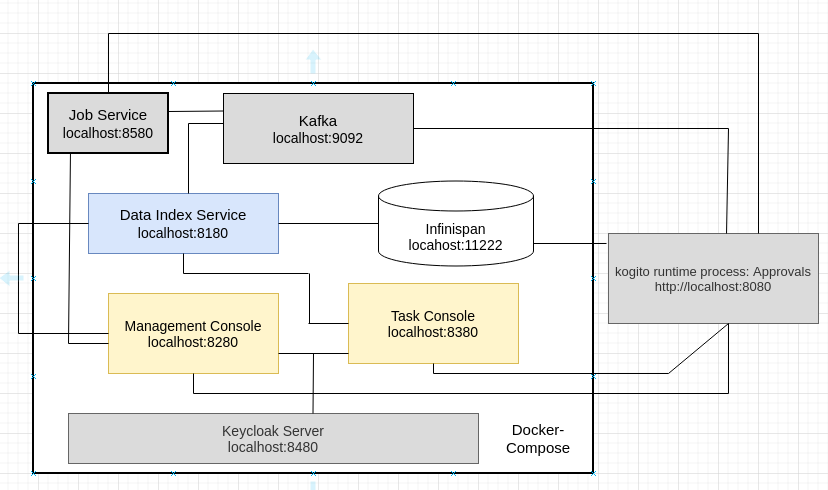 Job Service
localhost:8580
Kafka
localhost:9092
Data Index Service
localhost:8180
Infinispan
locahost:11222
kogito runtime process: Approvals
http://localhost:8080
Management Console
localhost:8280
Task Console
localhost:8380
Keycloak Server
localhost:8480
Docker-
Compose